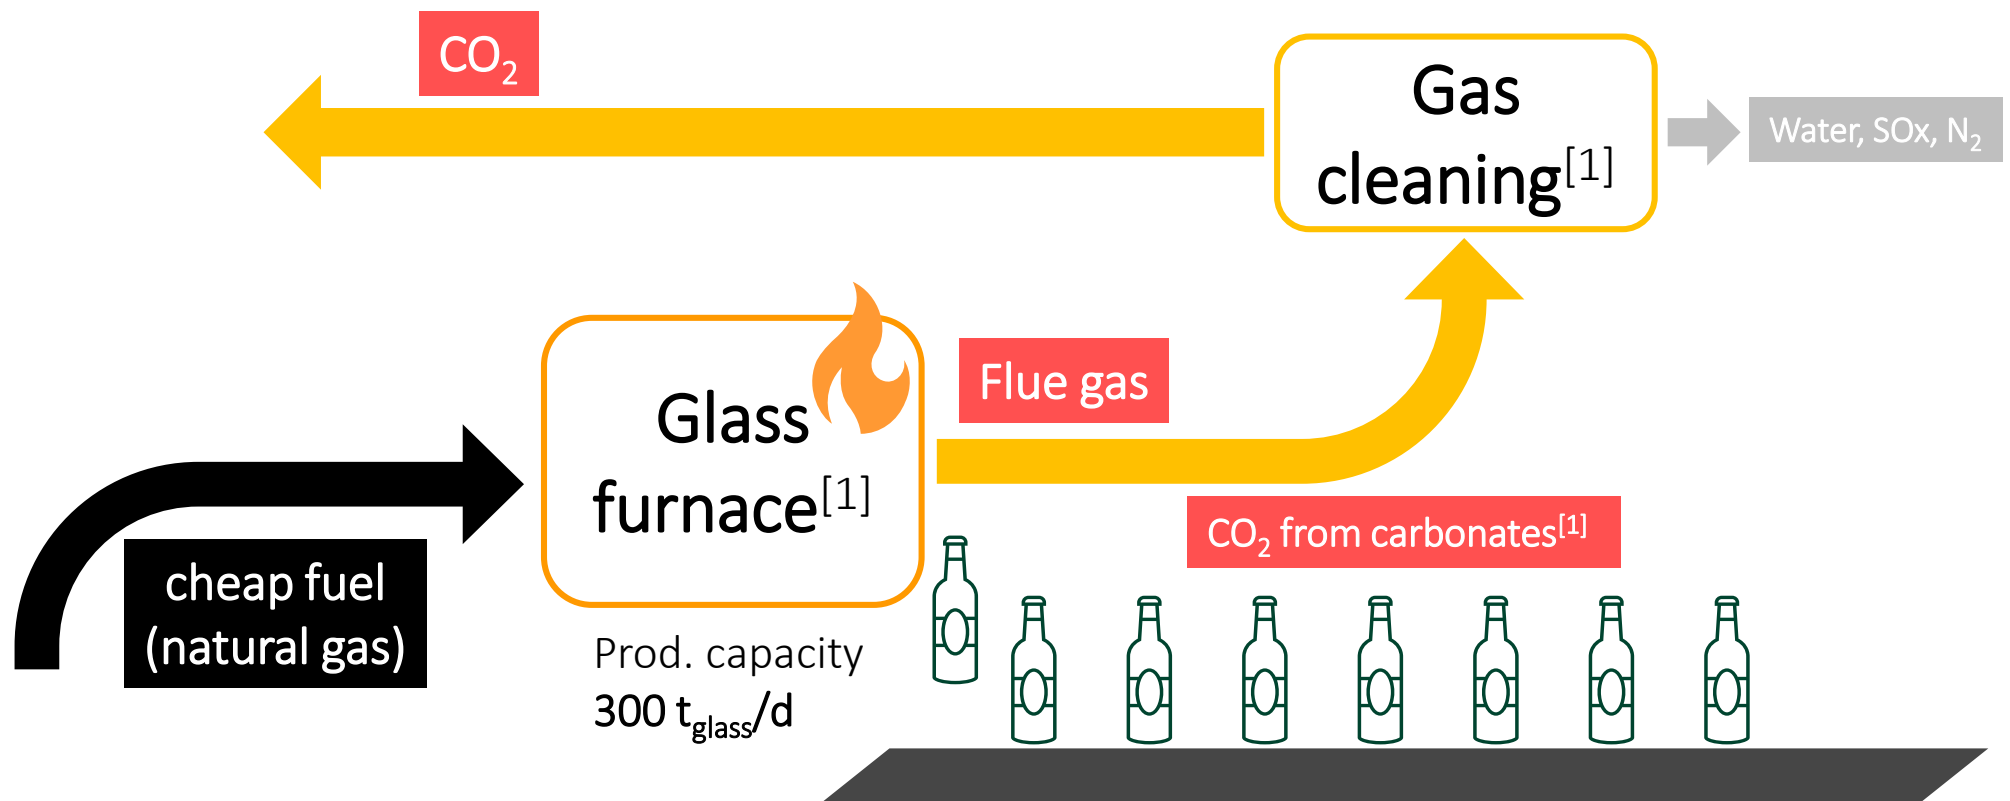 CO₂
Gas
cleaning[1]
Water, SOx, N₂
Glass
furnace[1]
Flue gas
CO₂ from carbonates[1]
cheap fuel
(natural gas)
Prod. capacity
300 t_glass/d